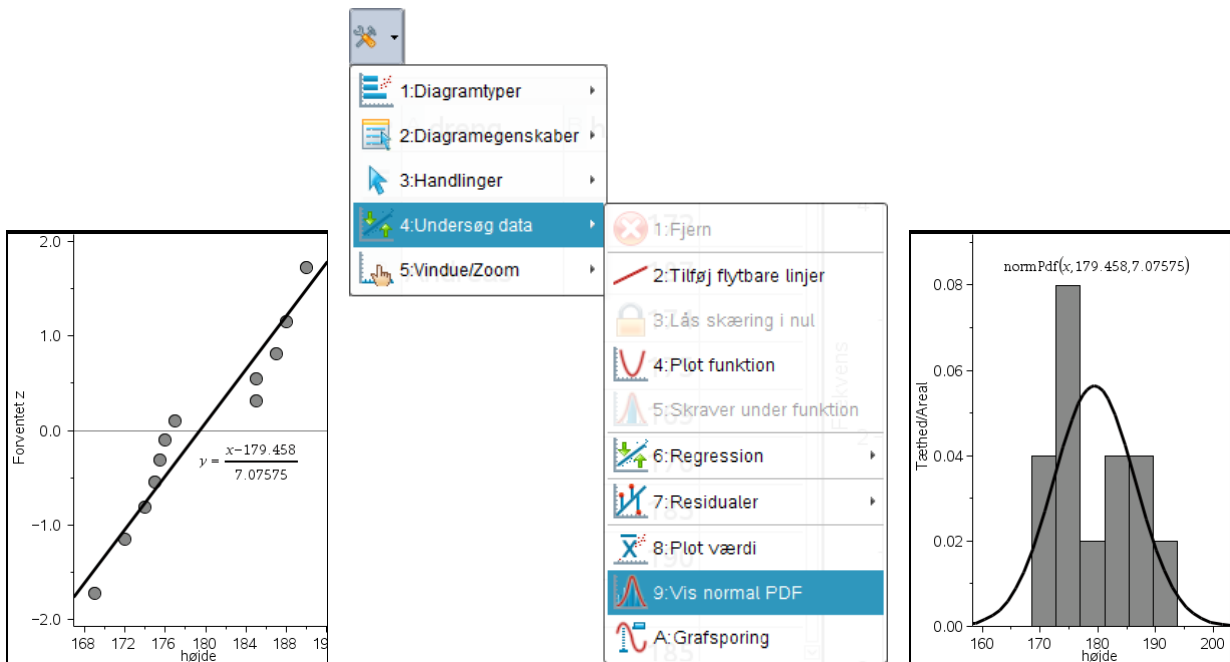 1:Diagramtyper
2:Diagramegenskaber
3:Handlinger
4:Undersøg data
5:Vindue/Zoom
1:Fjern
2:Tilføj flytbare linjer
3:Lås skæring i nul
4:Plot funktion
5:Skraver under funktion
6:Regression
7:Residualer
8:Plot værdi
9:Vis normal PDF
A:Grafsporing
2.0
1.0
0.0
-1.0
-2.0
Forventet z
y = x-179.458
7.07575
168 172 176 180 184 188 19
højde
normPdf(x,179.458,7.07575)
0.08
0.06
0.04
0.02
0.00
Tæthed/Areal
160 170 180 190 200
højde